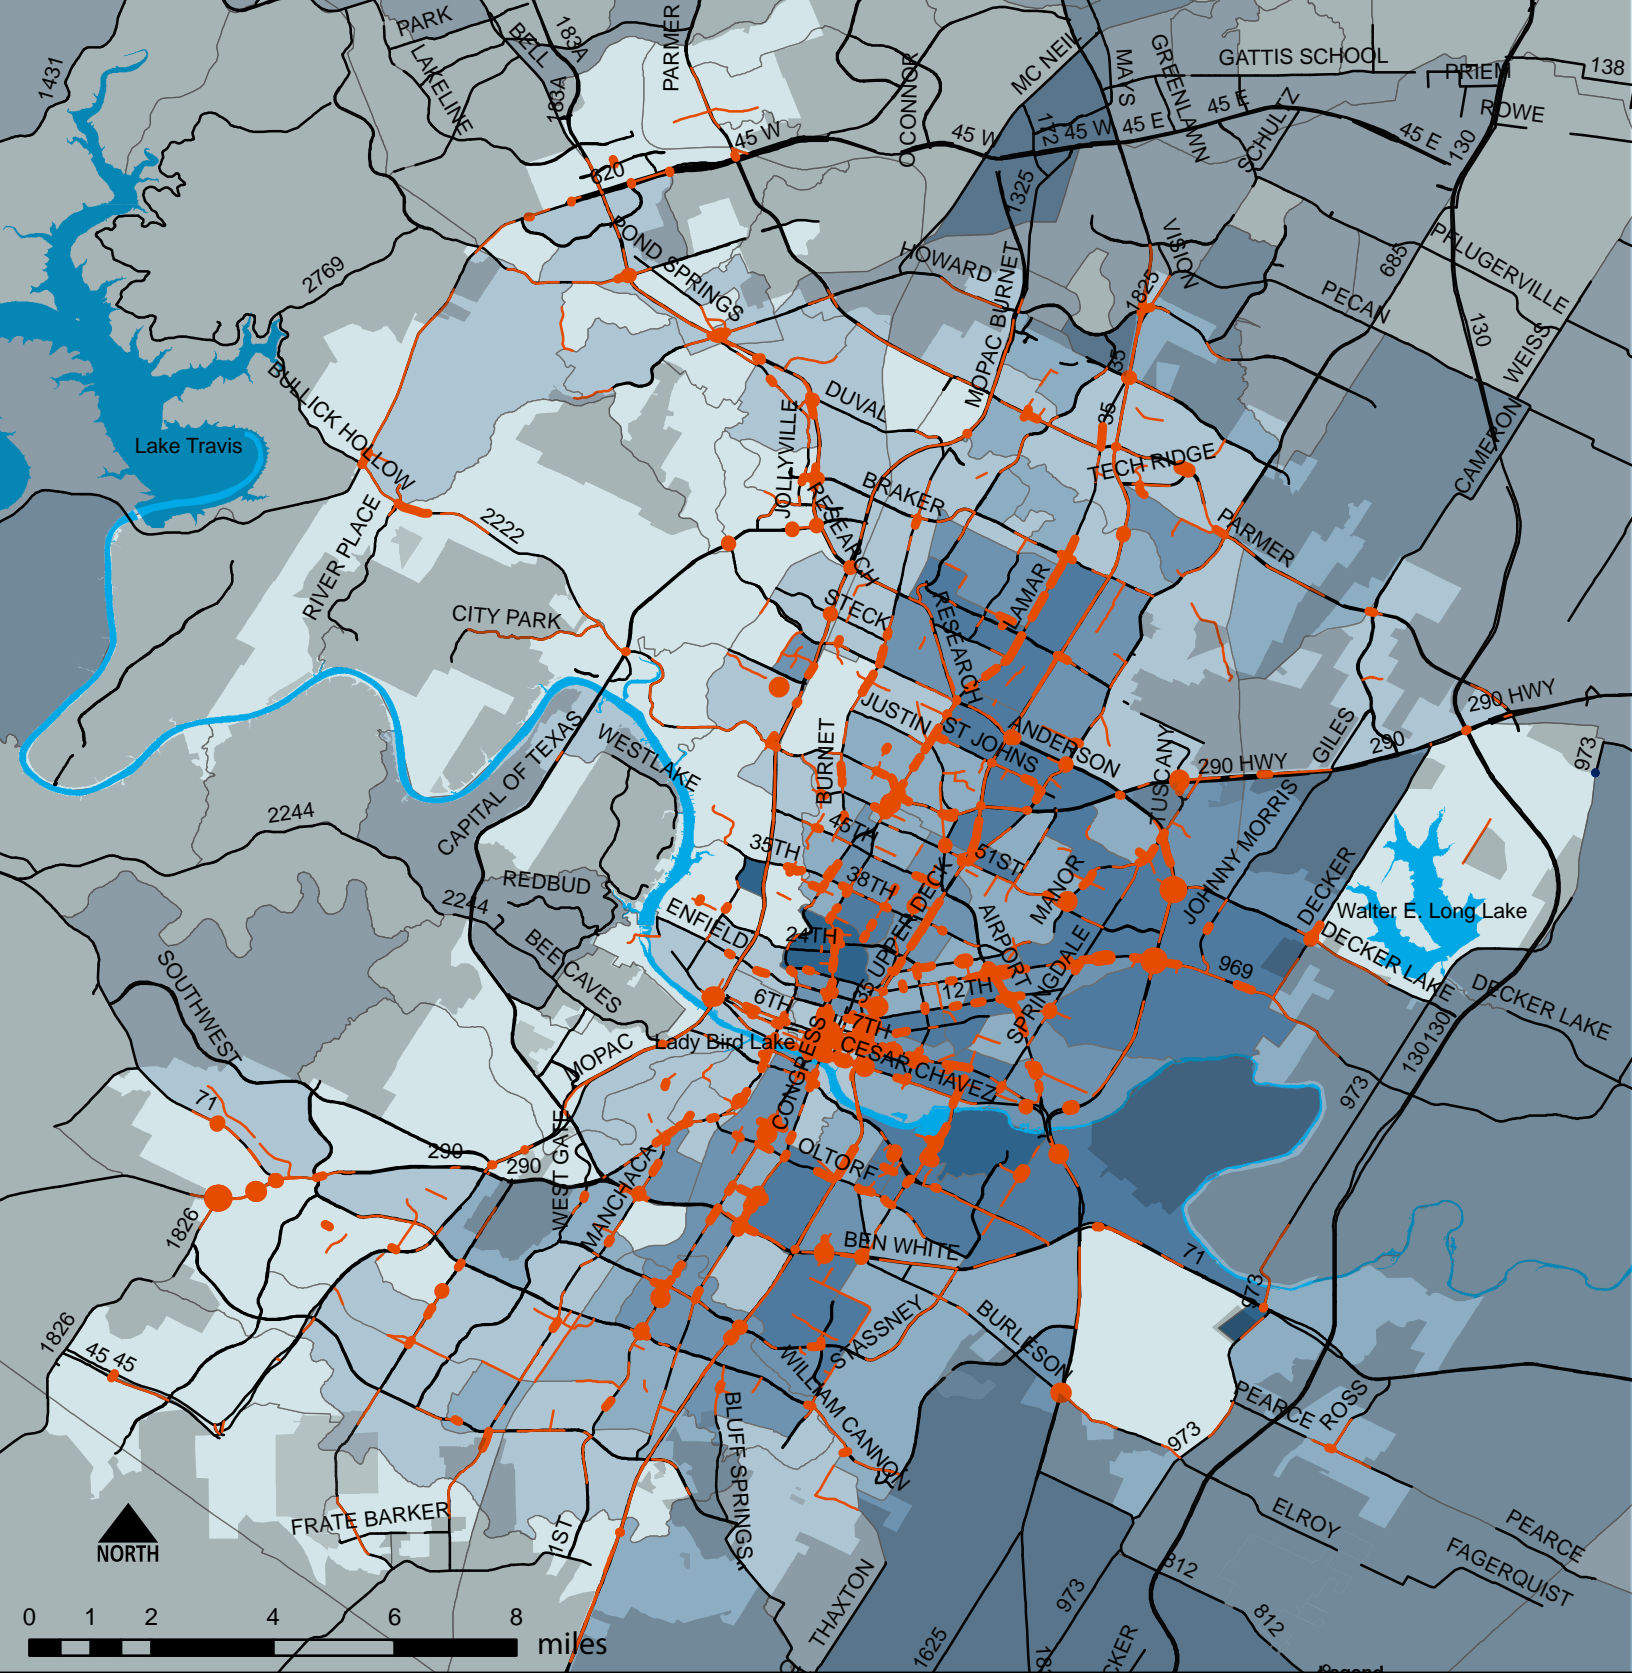 PARK
BELL
183A
PARMER
MC NEIL
MAYS
GREENLAWN
GATTIS SCHOOL
PRIEM
138
1431
LAKELINE
183A
O CONNOR
45 W
45 W
172
45 W
45 E
45 E
SCHULTZ
ROWE
45 E
130
620
1325
POND SPRINGS
HOWARD
VISION
685
PFLUGERVILLE
2769
MOPAC BURNET
1825
PECAN
130
WEISS
BULLICK HOLLOW
35
DUVAL
35
JOLLYVILLE
CAMERON
Lake Travis
TECH RIDGE
BRAKER
RESEARCH
2222
PARMER
RIVER PLACE
CITY PARK
STECK
LAMAR
RESEARCH
290 HWY
JUSTIN
ST JOHNS
ANDERSON
CAPITAL OF TEXAS
WESTLAKE
BURNET
TUSCANY
290 HWY
GILES
290
973
2244
45TH
35TH
51ST
JOHNNY MORRIS
38TH
MANOR
DECKER
REDBUD
2244
UPPER DECK
35
AIRPORT
Walter E. Long Lake
ENFIELD
24TH
BEE CAVES
SPRINGDALE
DECKER LAKE
SOUTHWEST
969
12TH
6TH
DECKER LAKE
7TH
Lady Bird Lake
CESAR CHAVEZ
130
130
MOPAC
CONGRESS
973
71
290
290
WEST GATE
MANCHACA
OLTORF
1826
BEN WHITE
71
973
BURLESON
STASSNEY
1826
45
45
WILLIAM CANNON
PEARCE
ROSS
BLUFF SPRINGS
973
FRATE BARKER
ELROY
PEARCE
NORTH
1ST
FAGERQUIST
812
THAXTON
973
812
0 1 2 4 6 8
miles
1625